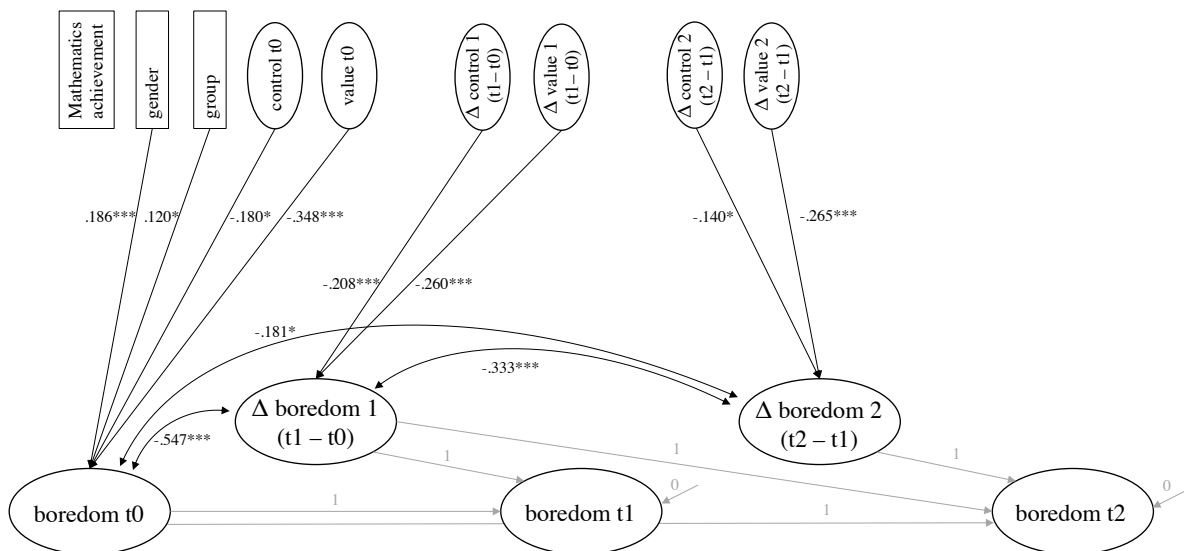 Mathematics
achievement
gender
group
control t0
value t0
Δ control 1
(t1– t0)
Δ value 1
(t1– t0)
Δ control 2
(t2 – t1)
Δ value 2
(t2 – t1)
.186***
.120*
-.180*
-.348***
-.140*
-.265***
-.208***
-.260***
-.181*
-.333***
Δ boredom 1
(t1 – t0)
Δ boredom 2
(t2 – t1)
-.547***
1
1
1
0
0
1
1
boredom t0
boredom t1
boredom t2